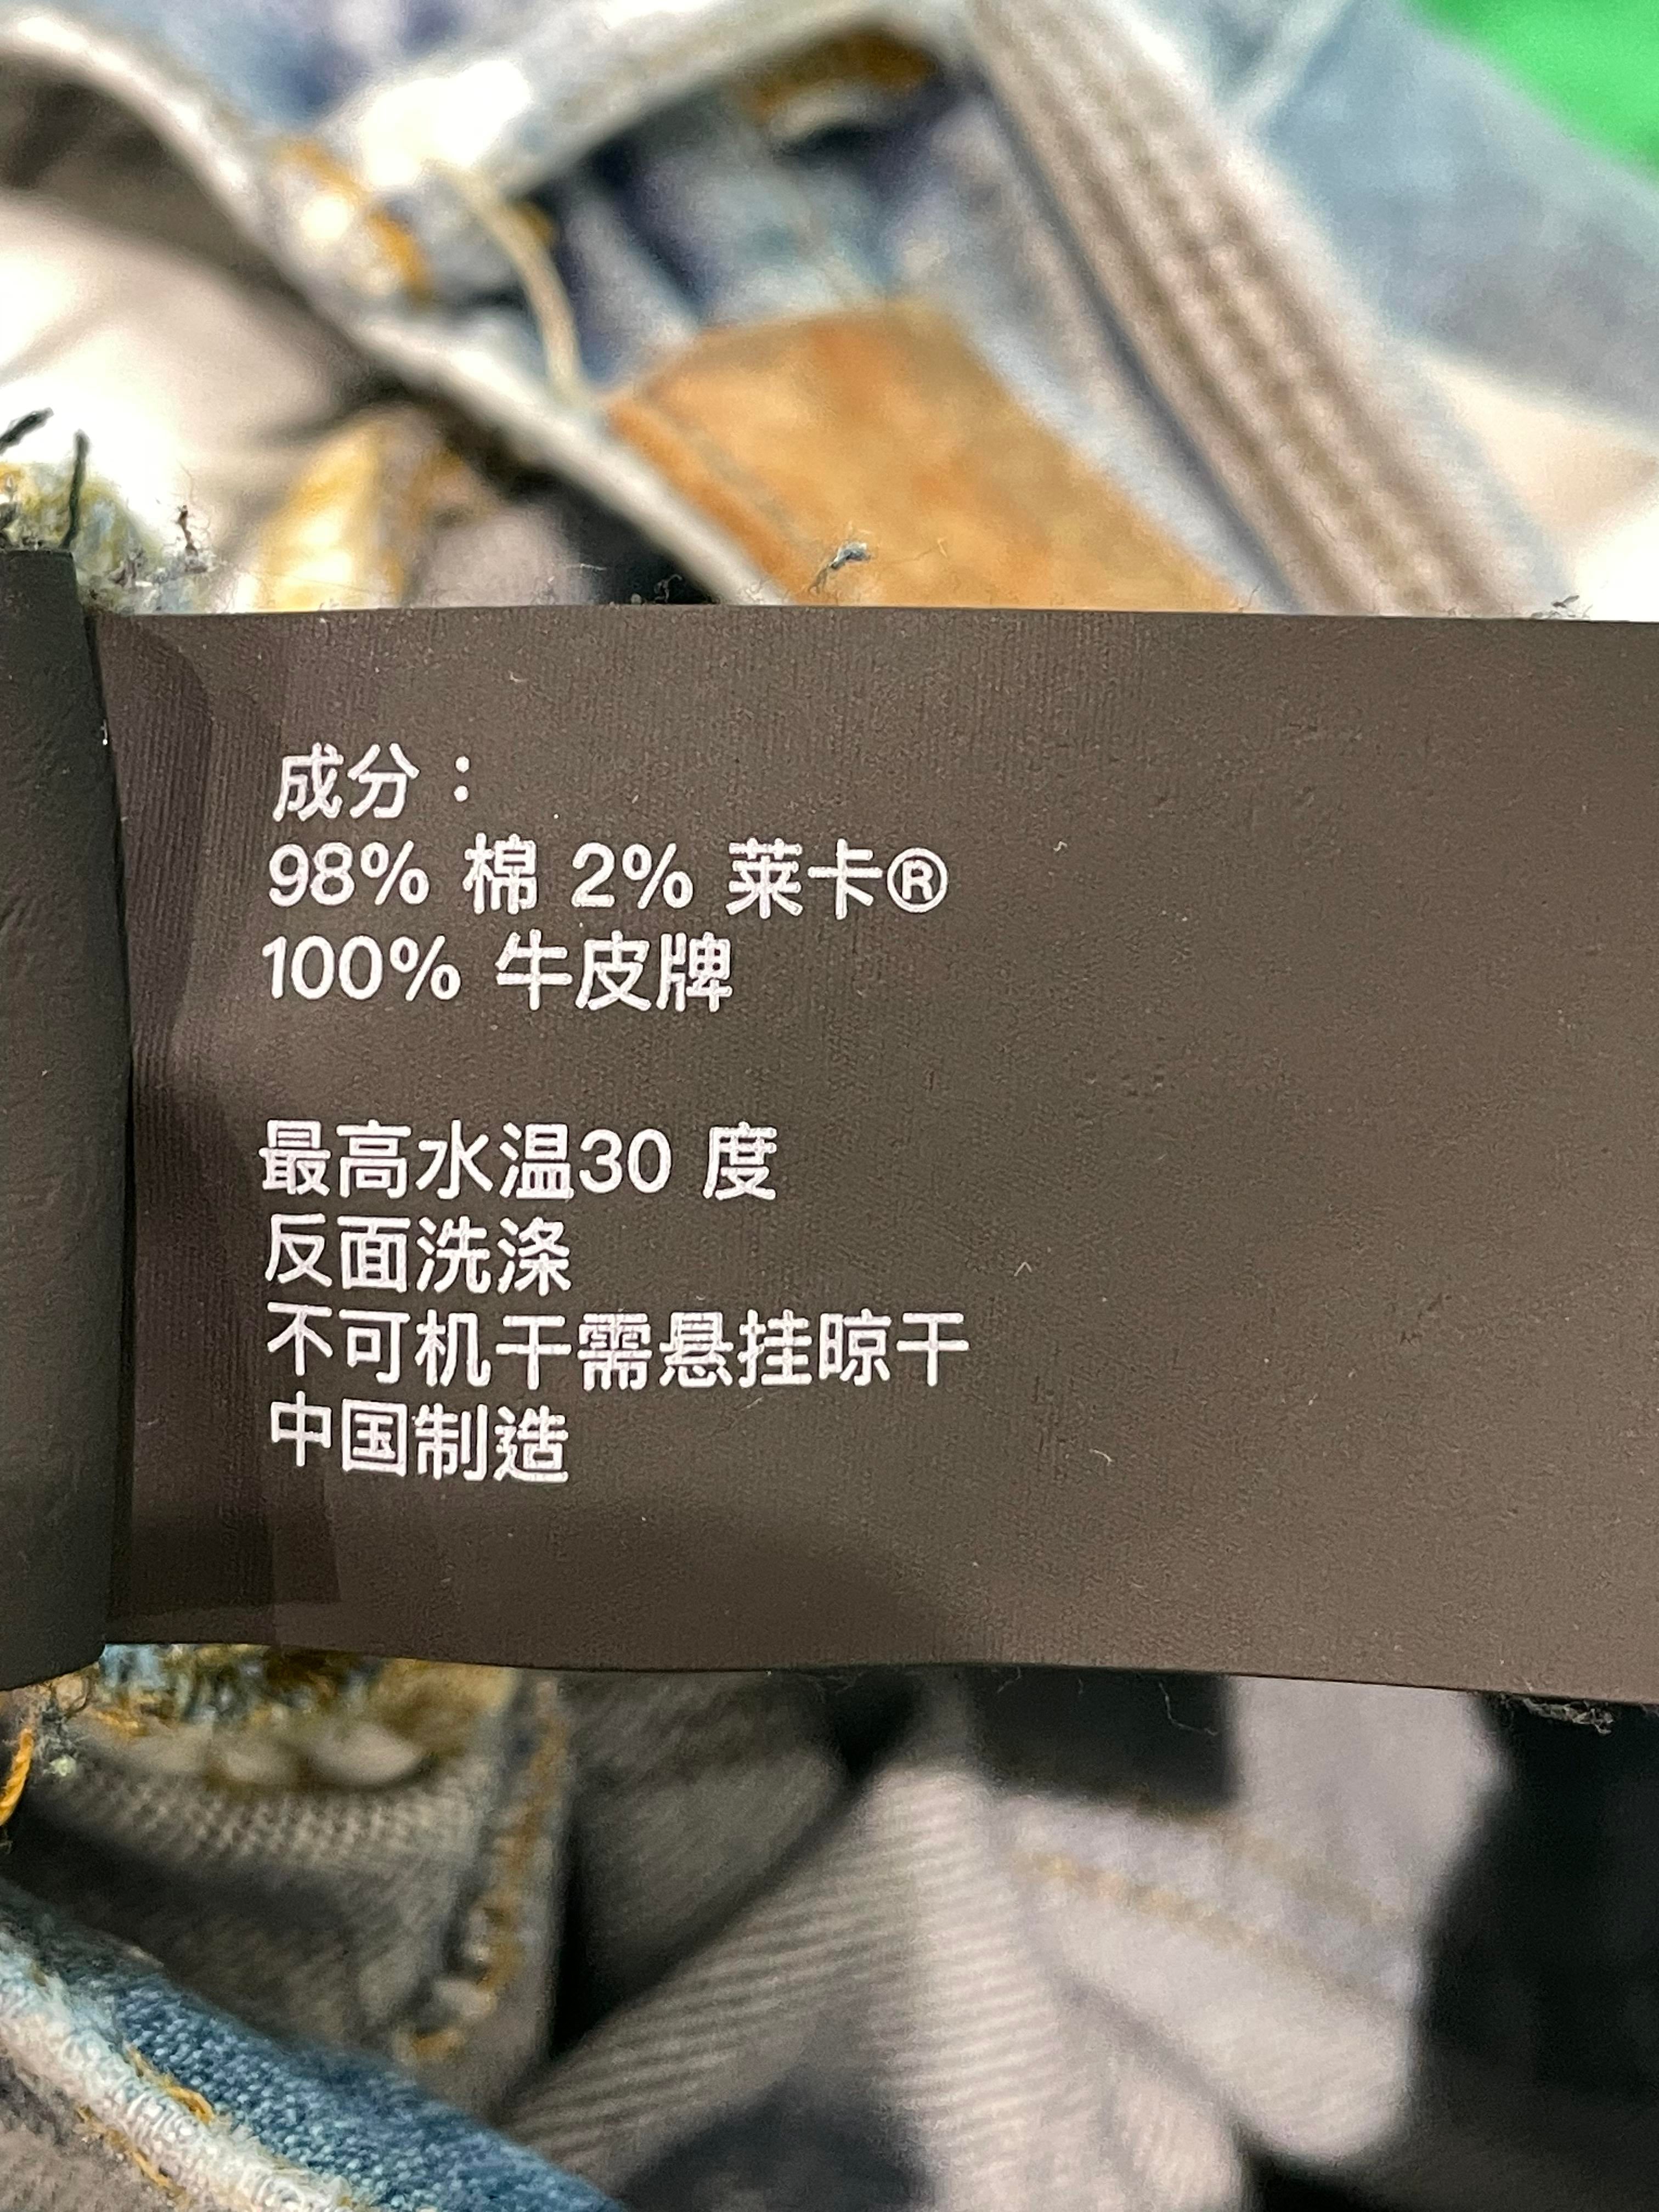 成分：
98% 棉 2% 莱卡®
100% 牛皮牌
最高水温30 度
反面洗涤
不可机干需悬挂晾干
中国制造